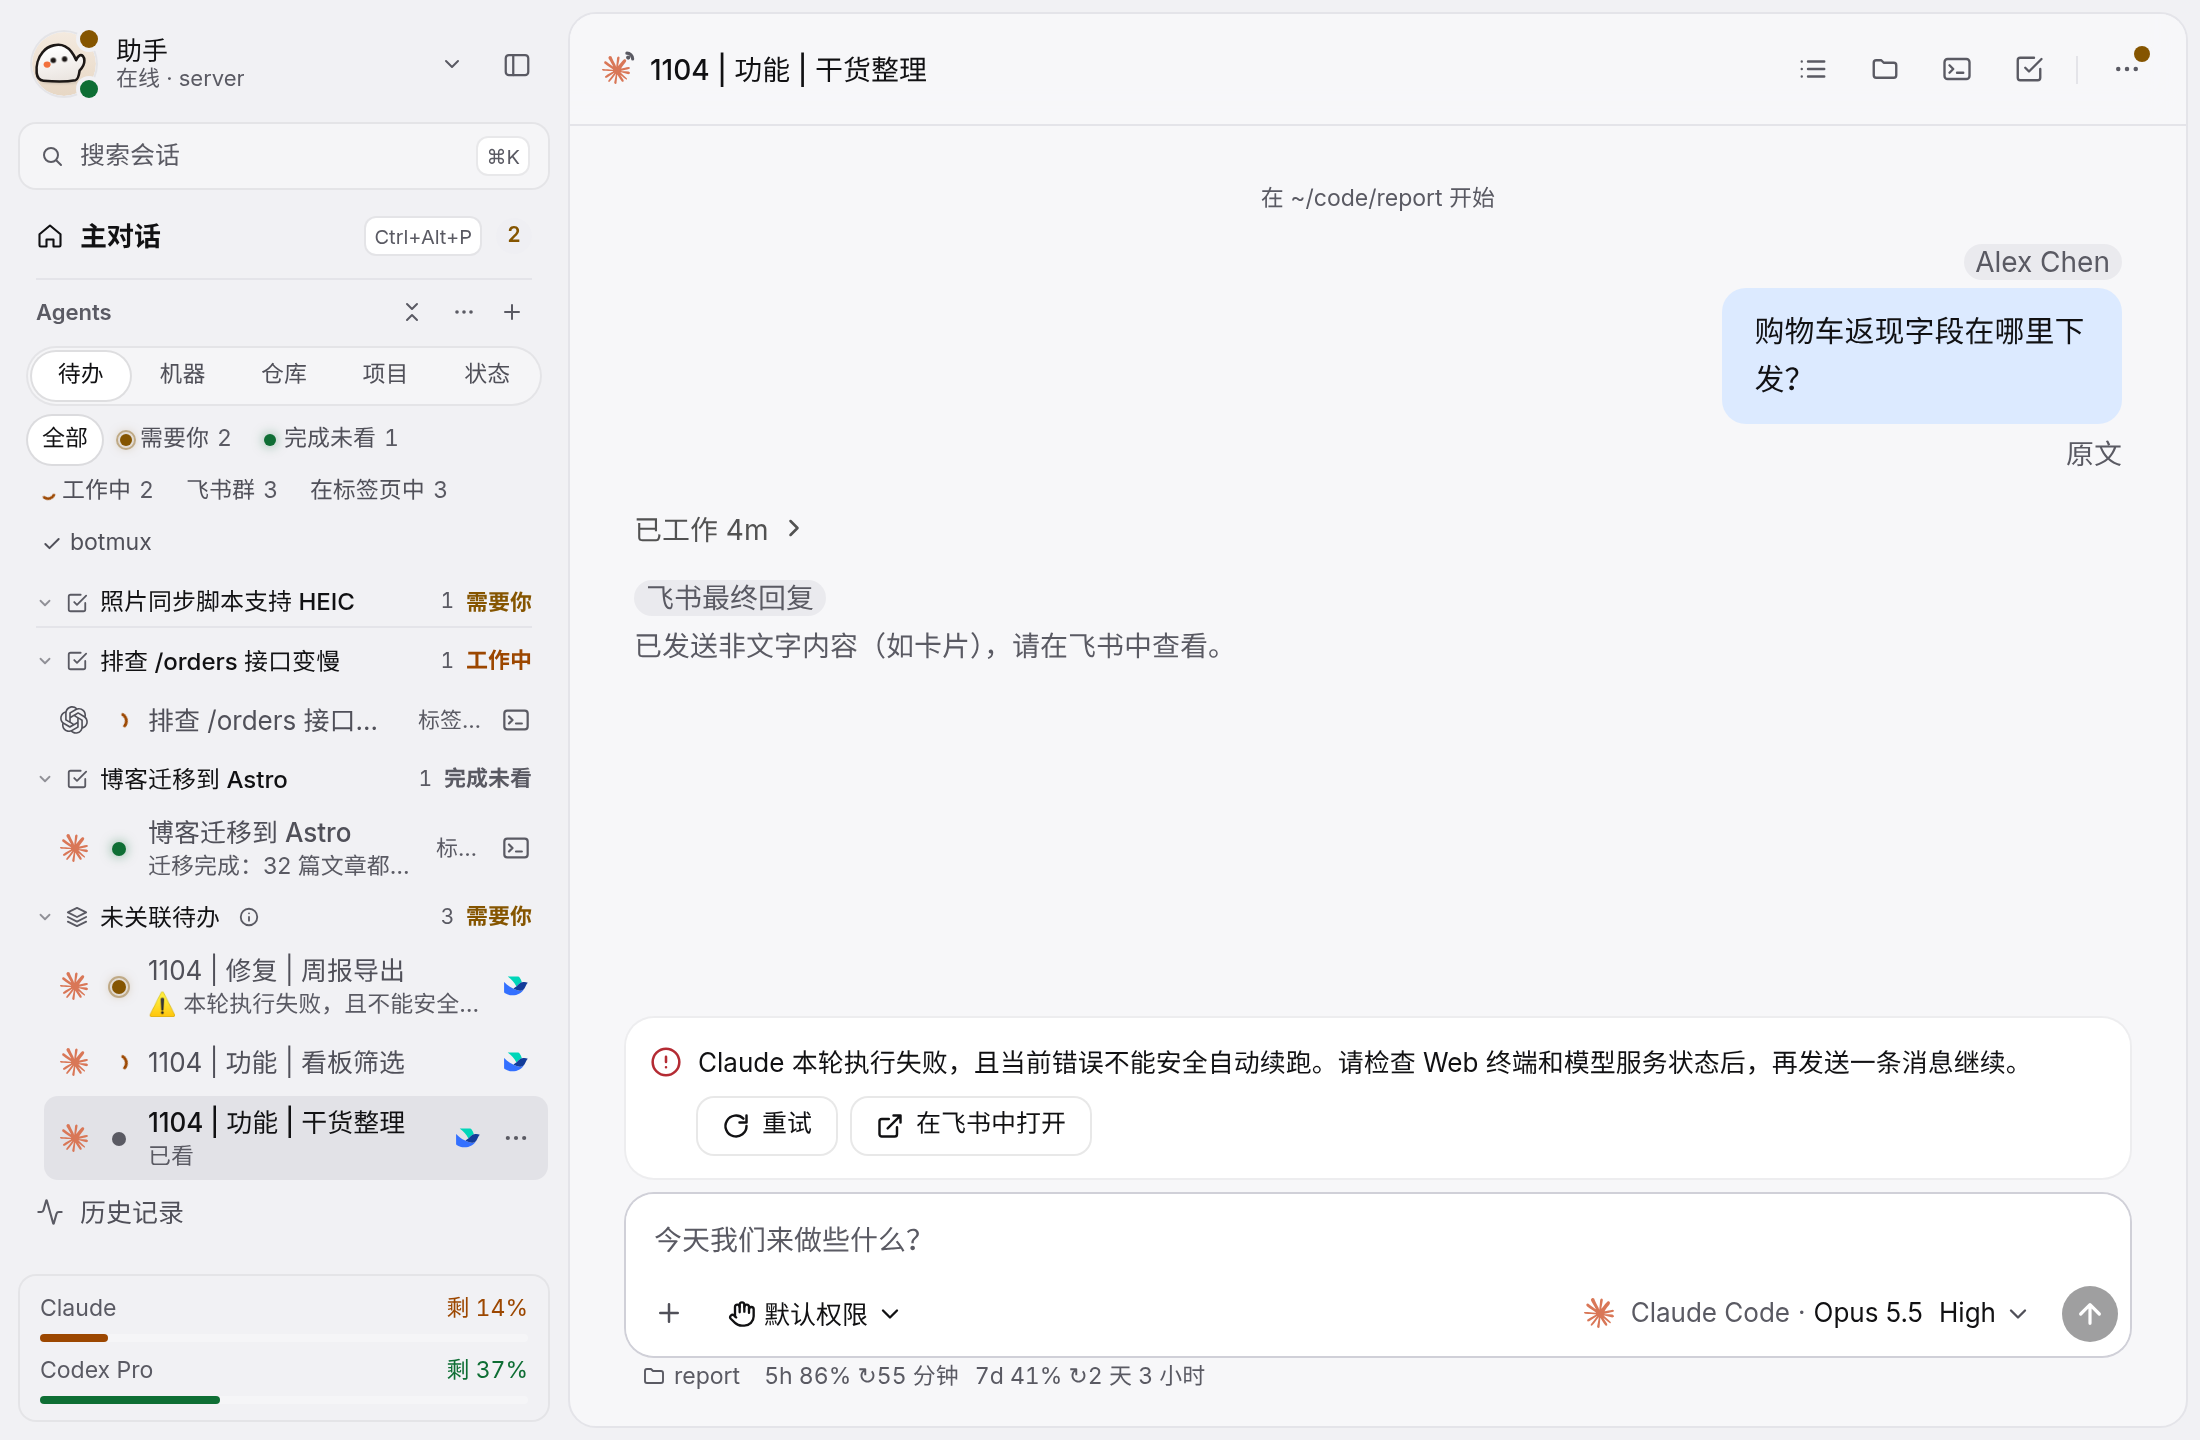 助手
在线 · server
搜索会话
⌘K
主对话
Ctrl+Alt+P
2
Agents
待办
机器
仓库
项目
状态
全部
需要你 2
完成未看 1
工作中 2
飞书群 3
在标签页中 3
botmux
照片同步脚本支持 HEIC
1 需要你
排查 /orders 接口变慢
1 工作中
排查 /orders 接口...
标签...
博客迁移到 Astro
1 完成未看
博客迁移到 Astro
迁移完成：32 篇文章都...
标...
未关联待办
3 需要你
1104 | 修复 | 周报导出
⚠️ 本轮执行失败，且不能安全...
1104 | 功能 | 看板筛选
1104 | 功能 | 干货整理
已看
历史记录
Claude
剩 14%
Codex Pro
剩 37%
1104 | 功能 | 干货整理
在 ~/code/report 开始
Alex Chen
购物车返现字段在哪里下
发？
原文
已工作 4m
飞书最终回复
已发送非文字内容（如卡片），请在飞书中查看。
Claude 本轮执行失败，且当前错误不能安全自动续跑。请检查 Web 终端和模型服务状态后，再发送一条消息继续。
重试
在飞书中打开
今天我们来做些什么？
默认权限
Claude Code · Opus 5.5 High
report 5h 86% ↻55 分钟 7d 41% ↻2 天 3 小时